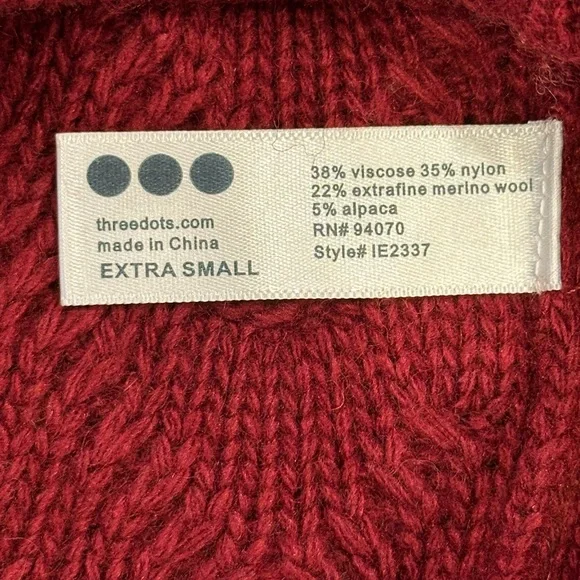 threedots.com
made in China
EXTRA SMALL
38% viscose 35% nylon
22% extrafine merino wool
5% alpaca
RN# 94070
Style# IE2337